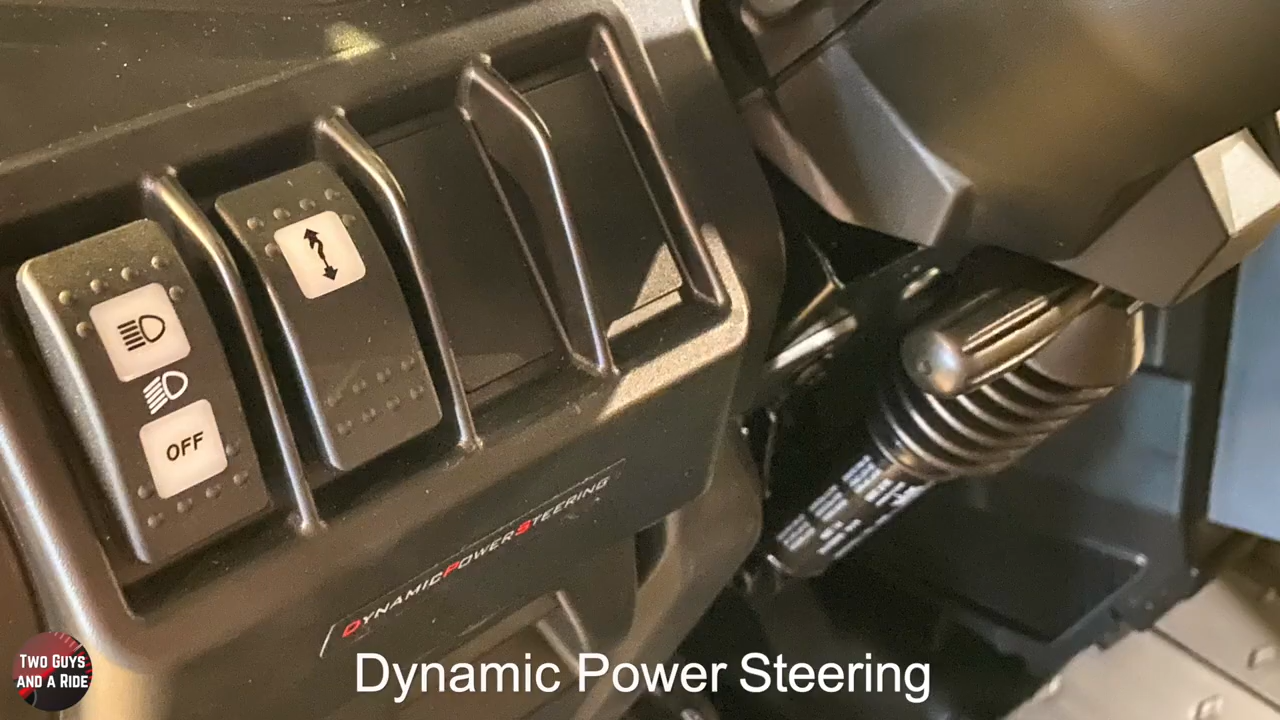 OFF
DYNAMICPOWERSTEERING
TWO GUYS
AND A RIDE
Dynamic Power Steering